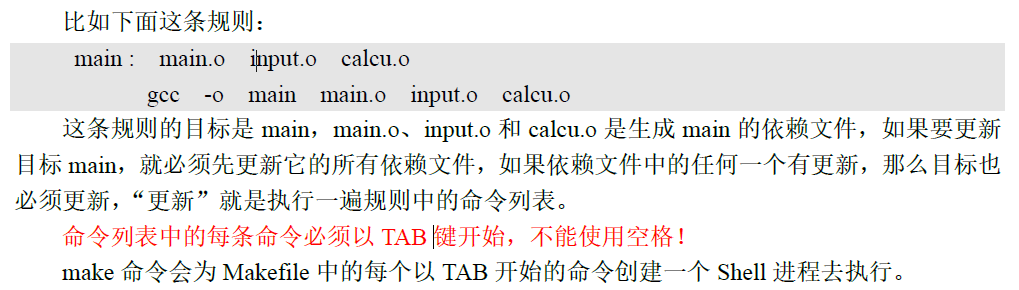 比如下面这条规则：
main : main.o input.o calcu.o
gcc -o main main.o input.o calcu.o
这条规则的目标是 main，main.o、input.o 和 calcu.o 是生成 main 的依赖文件，如果要更新
目标 main，就必须先更新它的所有依赖文件，如果依赖文件中的任何一个有更新，那么目标也
必须更新，“更新”就是执行一遍规则中的命令列表。
命令列表中的每条命令必须以 TAB 键开始，不能使用空格！
make 命令会为 Makefile 中的每个以 TAB 开始的命令创建一个 Shell 进程去执行。